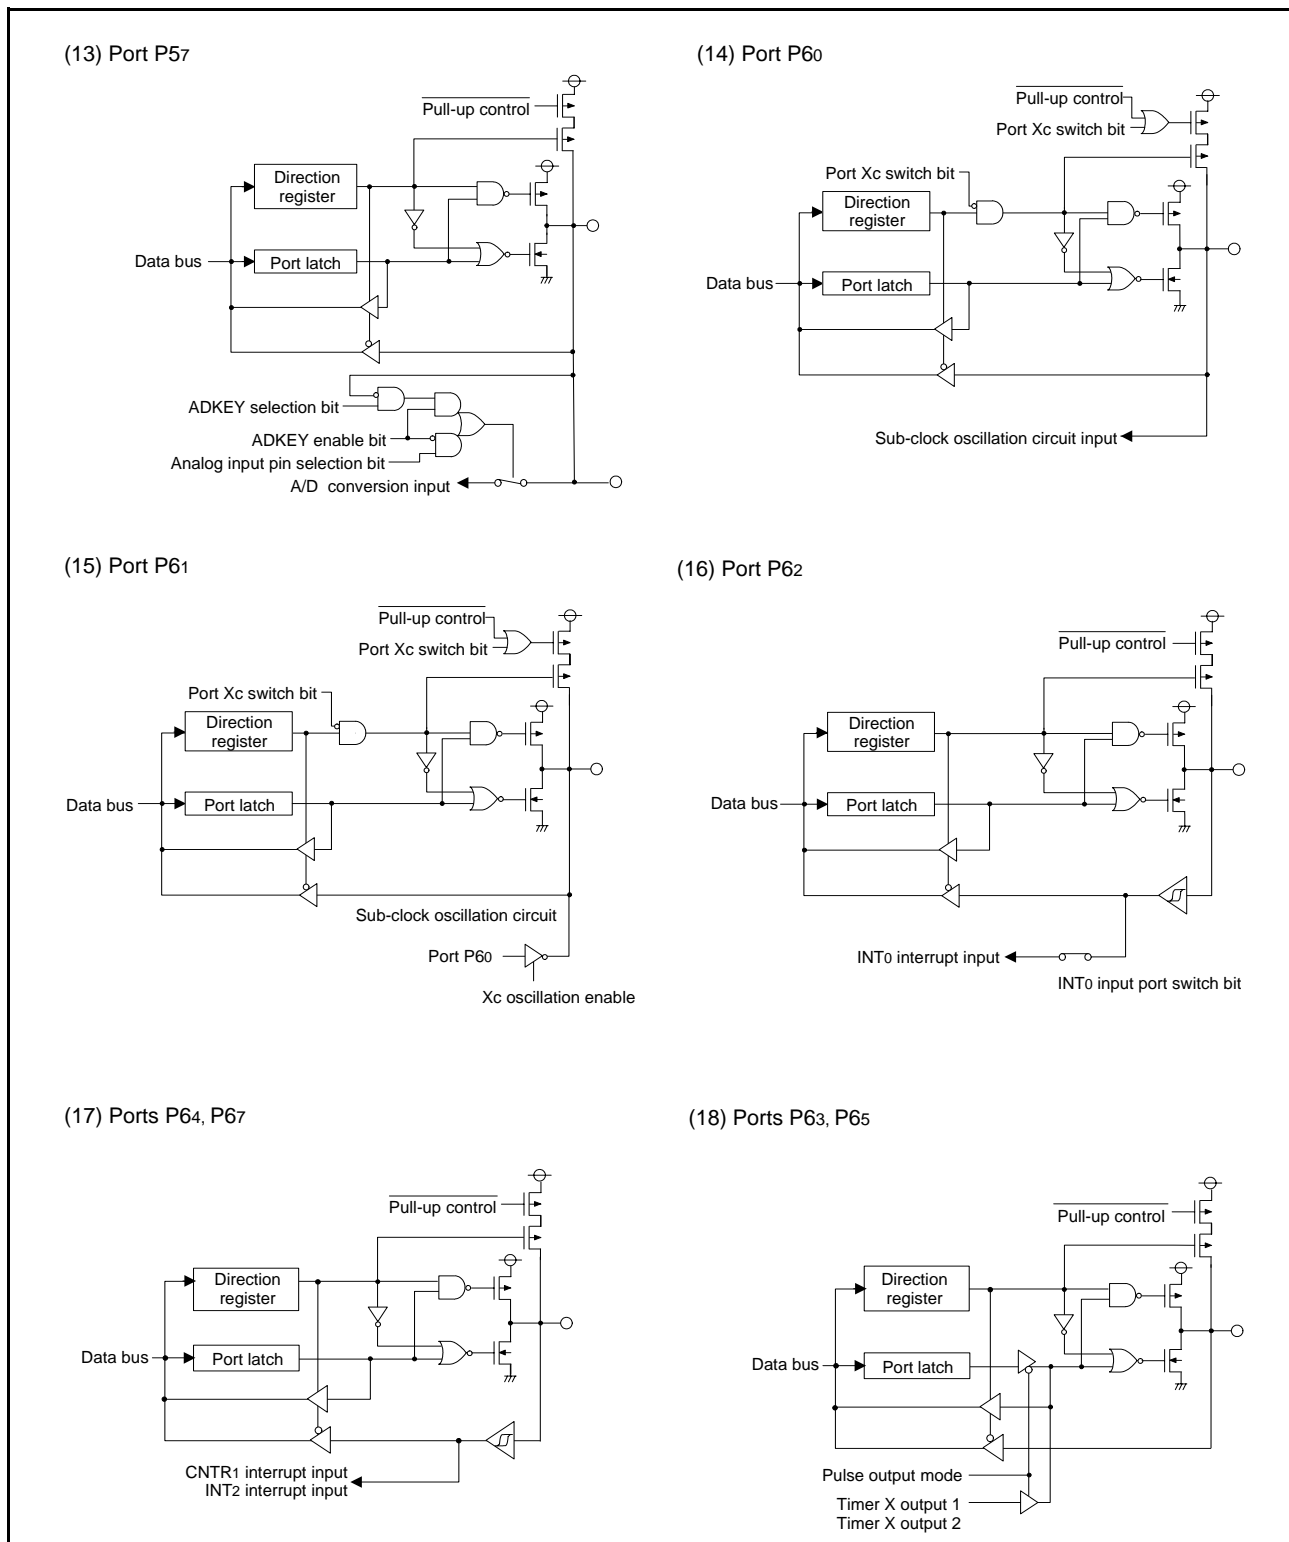 (13) Port P57
Pull-up control
Direction
register
Data bus
Port latch
ADKEY selection bit
ADKEY enable bit
Analog input pin selection bit
A/D conversion input
(14) Port P60
Pull-up control
Port Xc switch bit
Port Xc switch bit
Direction
register
Data bus
Port latch
Sub-clock oscillation circuit input
(15) Port P61
Pull-up control
Port Xc switch bit
Port Xc switch bit
Direction
register
Data bus
Port latch
Sub-clock oscillation circuit
Port P60
Xc oscillation enable
(16) Port P62
Pull-up control
Direction
register
Data bus
Port latch
INT0 interrupt input
INT0 input port switch bit
(17) Ports P64, P67
Pull-up control
Direction
register
Data bus
Port latch
CNTR1 interrupt input
INT2 interrupt input
(18) Ports P63, P65
Pull-up control
Direction
register
Data bus
Port latch
Pulse output mode
Timer X output 1
Timer X output 2